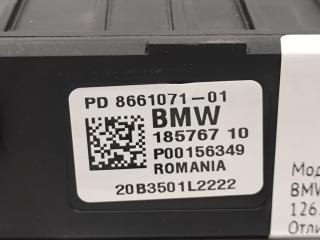 PD 8661071-01
BMW
185767 10
P00156349
ROMANIA
20B3501L2222
Мод
BMW
126.
Отли